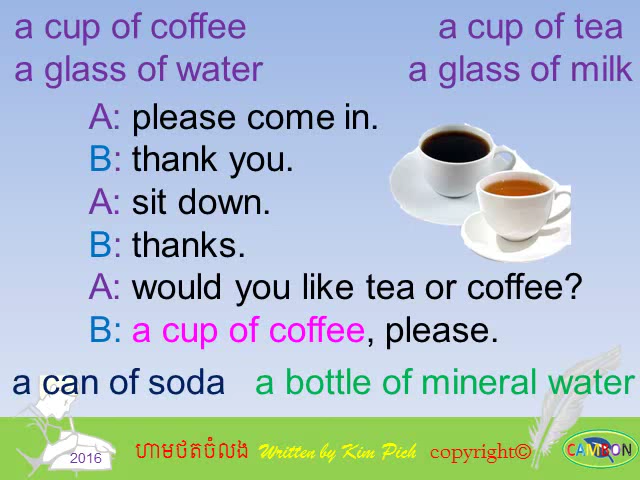 a cup of coffee a cup of tea
a glass of water a glass of milk
A: please come in.
B: thank you.
A: sit down.
B: thanks.
A: would you like tea or coffee?
B: a cup of coffee, please.
a can of soda a bottle of mineral water
2016 ហាមថតចំលង Written by Kim Pich copyright© CAMBON